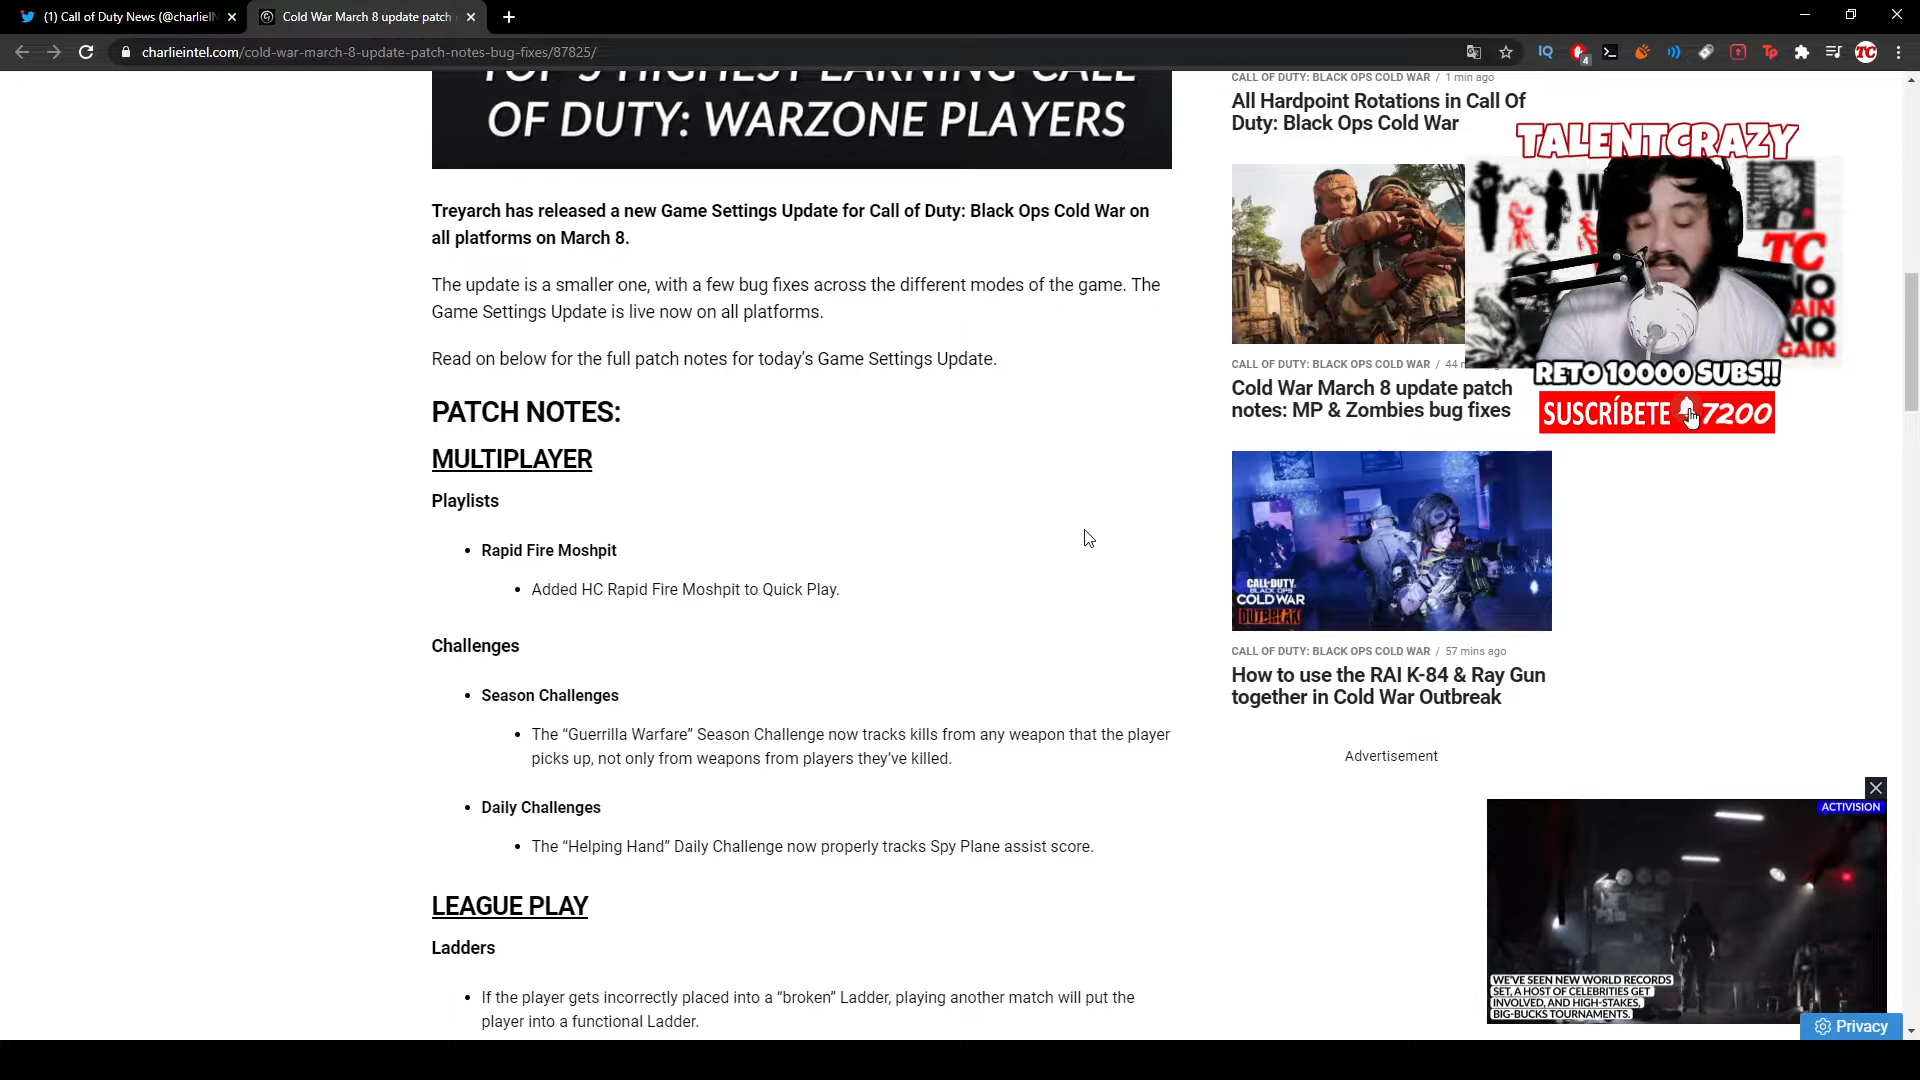 (1) Call of Duty News (@charlieIN
Cold War March 8 update patch
charlieintel.com/cold-war-march-8-update-patch-notes-bug-fixes/87825/
IQ
4
Tp
TC
TOP 5 HIGHEST EARNING CALL
OF DUTY: WARZONE PLAYERS
Treyarch has released a new Game Settings Update for Call of Duty: Black Ops Cold War on
all platforms on March 8.
The update is a smaller one, with a few bug fixes across the different modes of the game. The
Game Settings Update is live now on all platforms.
Read on below for the full patch notes for today’s Game Settings Update.
PATCH NOTES:
MULTIPLAYER
Playlists
• Rapid Fire Moshpit
• Added HC Rapid Fire Moshpit to Quick Play.
Challenges
• Season Challenges
• The “Guerrilla Warfare” Season Challenge now tracks kills from any weapon that the player
picks up, not only from weapons from players they’ve killed.
• Daily Challenges
• The “Helping Hand” Daily Challenge now properly tracks Spy Plane assist score.
LEAGUE PLAY
Ladders
• If the player gets incorrectly placed into a “broken” Ladder, playing another match will put the
player into a functional Ladder.
CALL OF DUTY: BLACK OPS COLD WAR / 1 min ago
All Hardpoint Rotations in Call Of
Duty: Black Ops Cold War
CALL OF DUTY: BLACK OPS COLD WAR / 44
Cold War March 8 update patch
notes: MP & Zombies bug fixes
CALL OF DUTY
BLACK OPS
COLD WAR
OUTBREAK
CALL OF DUTY: BLACK OPS COLD WAR / 57 mins ago
How to use the RAI K-84 & Ray Gun
together in Cold War Outbreak
Advertisement
TALENTCRAZY
W
TC
NO
GAIN
RETO 10000 SUBS!!
SUSCRÍBETE 7200
ACTIVISION
WE'VE SEEN NEW WORLD RECORDS
SET, A HOST OF CELEBRITIES GET
INVOLVED, AND HIGH-STAKES,
BIG-BUCKS TOURNAMENTS.
Privacy